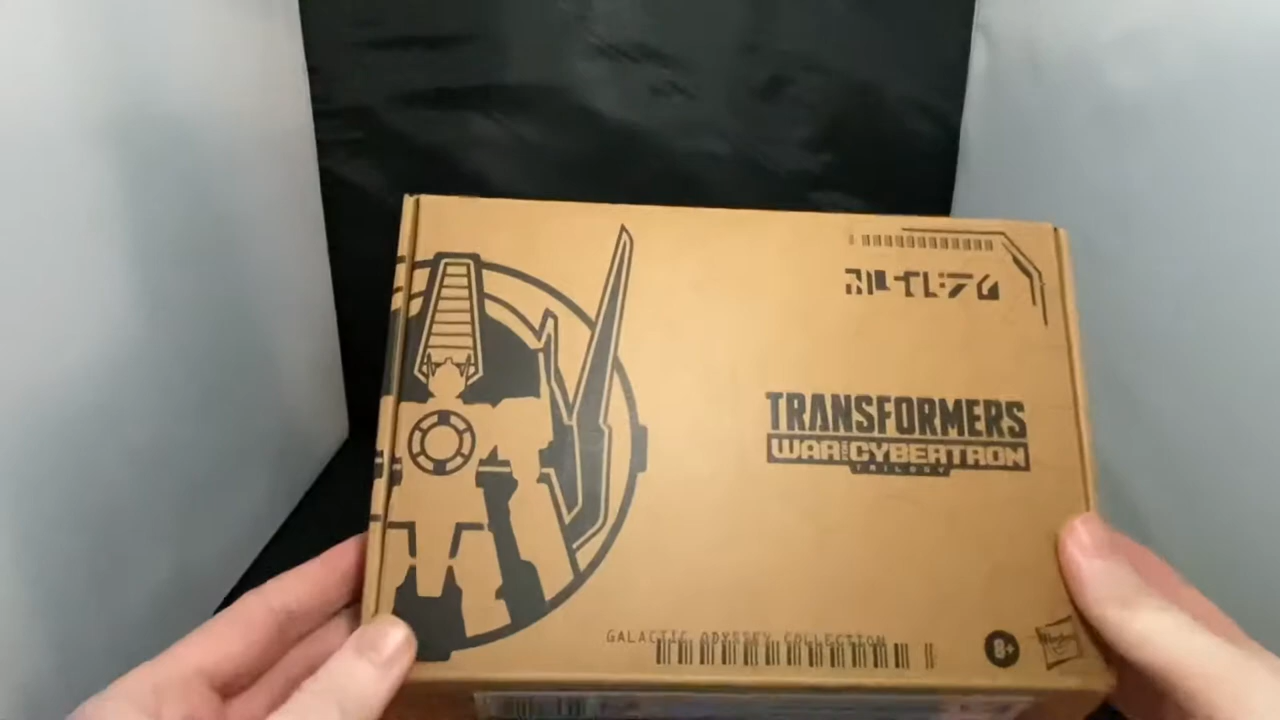 TRANSFORMERS
WAR FOR CYBERTRON
TRILOGY
GALACTIC ODYSSEY COLLECTION
8+
Hasbro